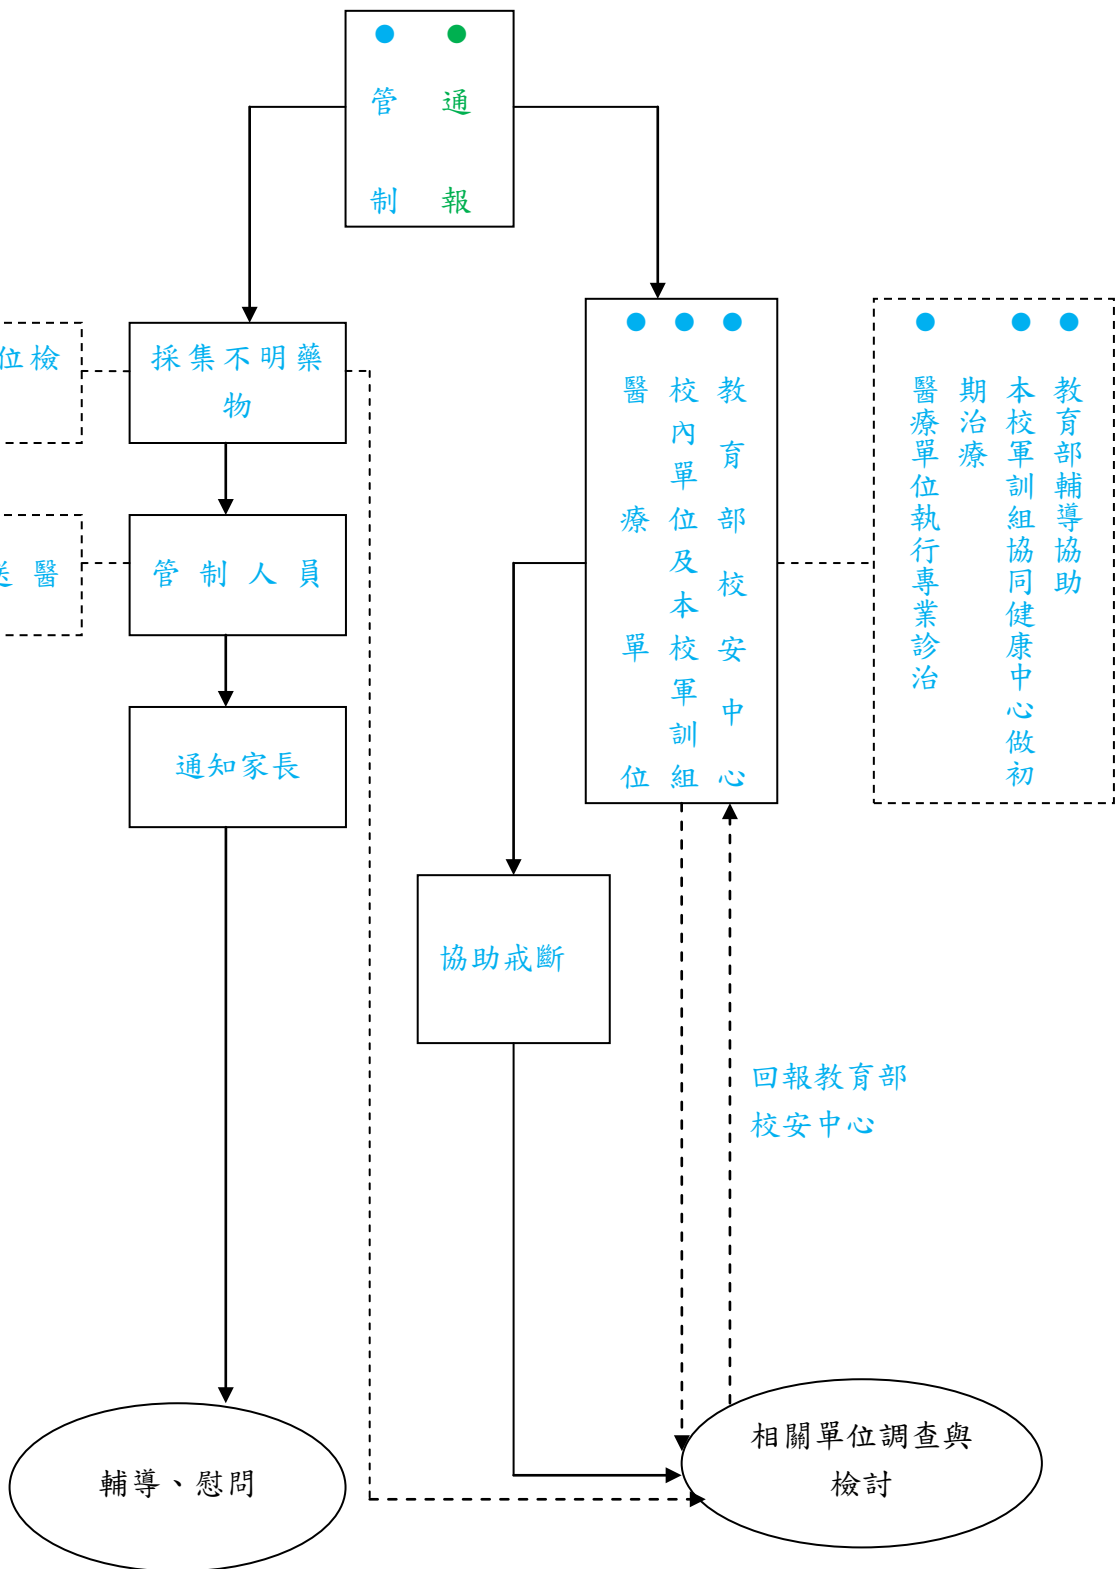 ● 通報
● 管制
位檢
採集不明藥
物
送醫
管制人員
通知家長
● 教育部校安中心
● 校內單位及本校軍訓組
● 醫療單位
● 教育部輔導協助
● 本校軍訓組協同健康中心做初
期治療
● 醫療單位執行專業診治
協助戒斷
回報教育部
校安中心
輔導、慰問
相關單位調查與
檢討